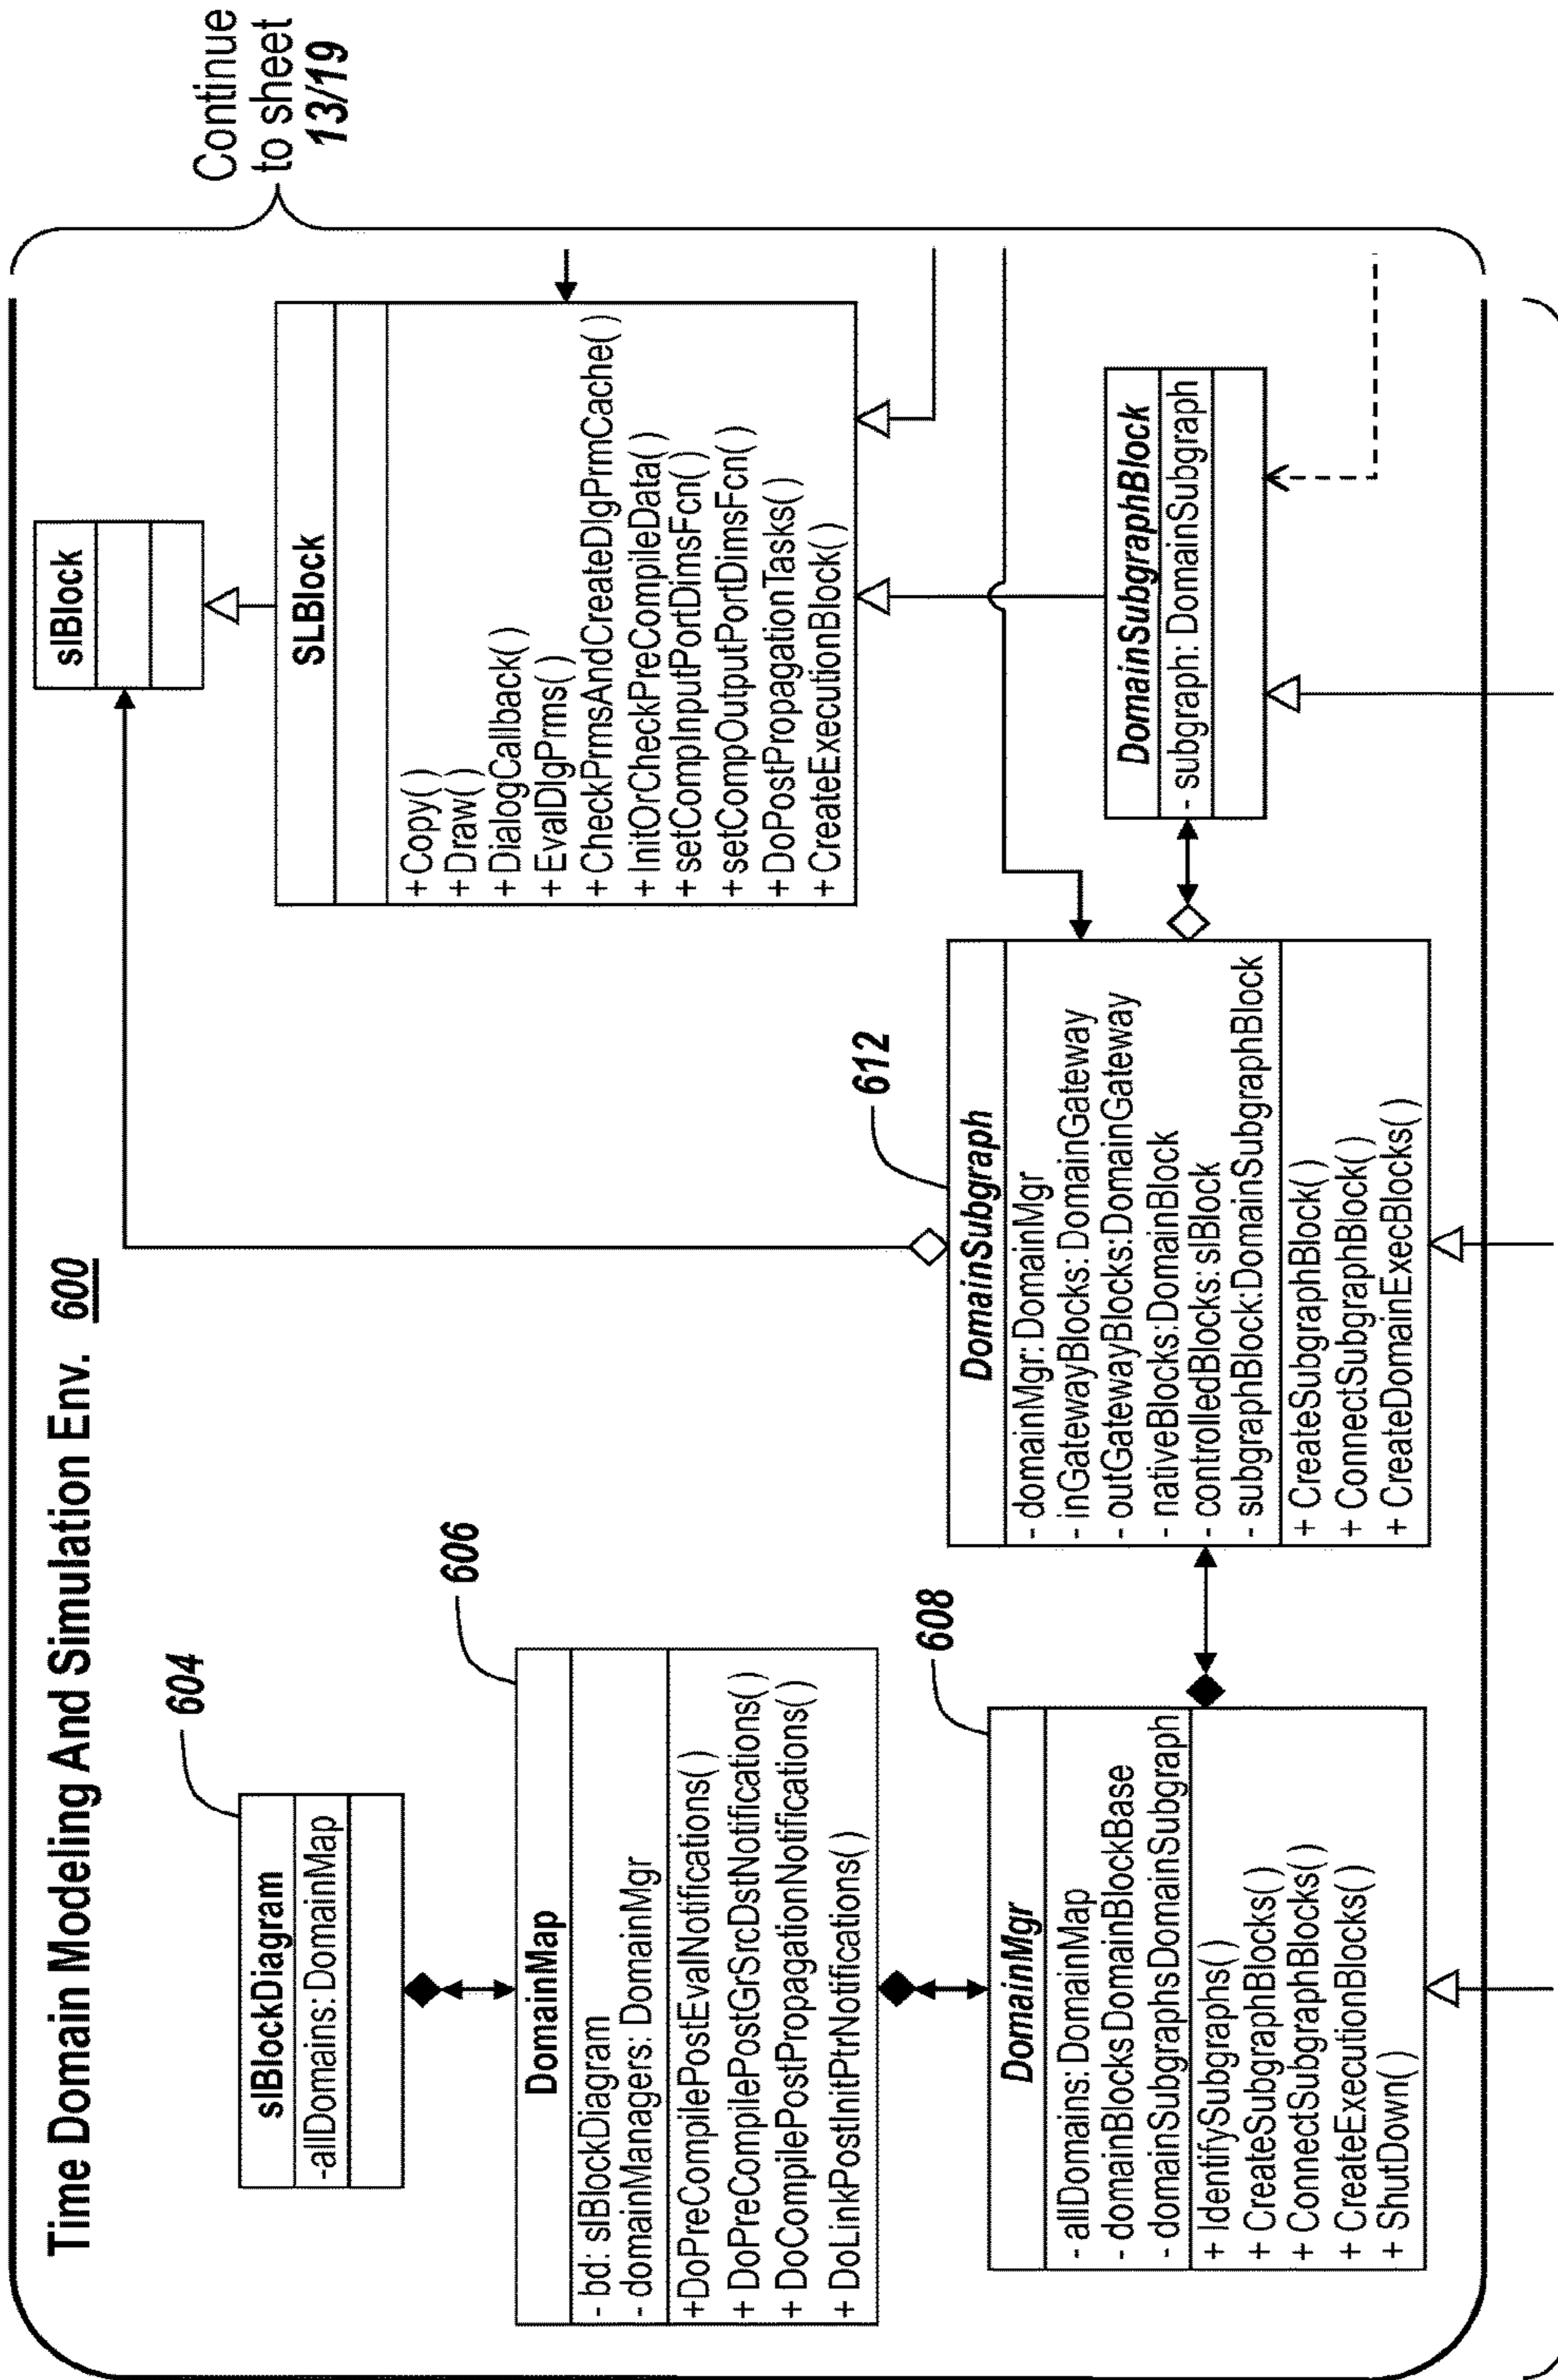 Time Domain Modeling And Simulation Env. 600
604
slBlockDiagram
-allDomains: DomainMap
606
DomainMap
- bd: slBlockDiagram
- domainManagers: DomainMgr
+DoPreCompilePostEvalNotifications( )
+ DoPreCompilePostGrSrcDstNotifications( )
+ DoCompilePostPropagationNotifications( )
+ DoLinkPostInitPtrNotifications( )
608
DomainMgr
- allDomains: DomainMap
- domainBlocks DomainBlockBase
- domainSubgraphsDomainSubgraph
+ IdentifySubgraphs( )
+ CreateSubgraphBlocks( )
+ ConnectSubgraphBlocks( )
+ CreateExecutionBlocks( )
+ ShutDown( )
612
DomainSubgraph
- domainMgr: DomainMgr
- inGatewayBlocks: DomainGateway
- outGatewayBlocks:DomainGateway
- nativeBlocks:DomainBlock
- controlledBlocks: slBlock
- subgraphBlock:DomainSubgraphBlock
+ CreateSubgraphBlock( )
+ ConnectSubgraphBlock( )
+ CreateDomainExecBlocks( )
slBlock
SLBlock
+ Copy( )
+ Draw( )
+ DialogCallback( )
+ EvalDlgPrms( )
+ CheckPrmsAndCreateDlgPrmCache( )
+ InitOrCheckPreCompileData( )
+ setCompInputPortDimsFcn( )
+ setCompOutputPortDimsFcn( )
+ DoPostPropagationTasks( )
+ CreateExecutionBlock( )
DomainSubgraphBlock
- subgraph: DomainSubgraph
Continue
to sheet
13/19